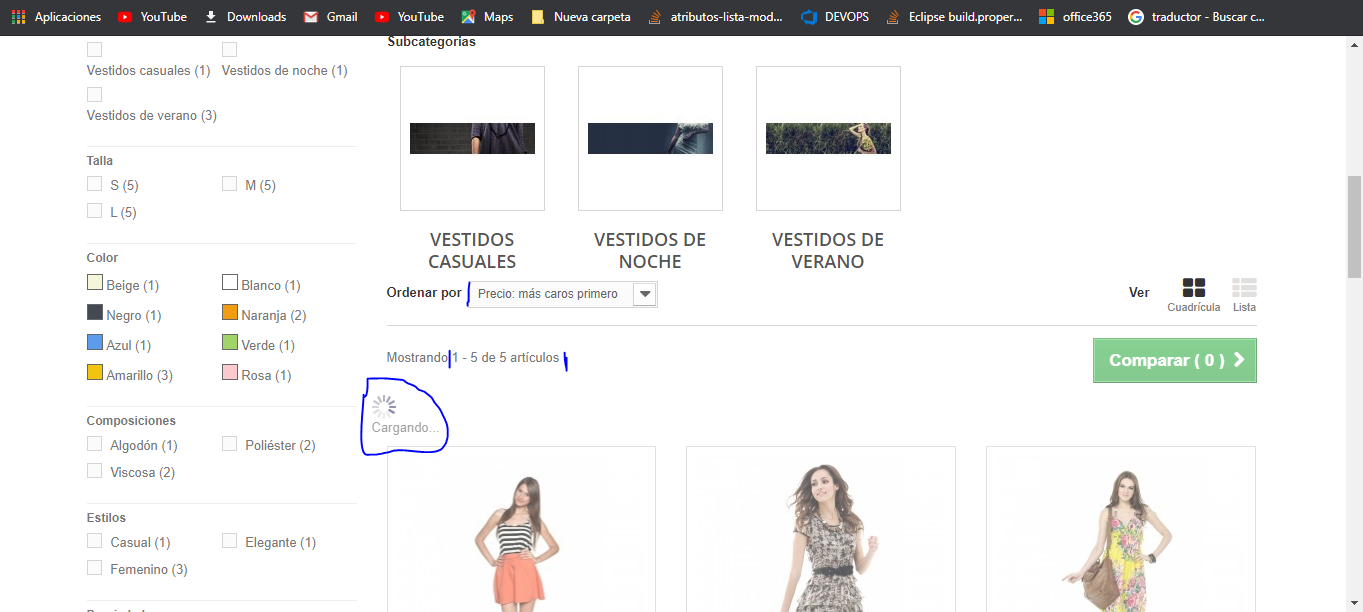 Aplicaciones YouTube Downloads Gmail YouTube Maps Nueva carpeta atributos-lista-mod... DEVOPS Eclipse build.proper... office365 traductor - Buscar c...
Subcategorías
Vestidos casuales (1) Vestidos de noche (1)
Vestidos de verano (3)
Talla
S (5) M (5)
L (5)
Color
Beige (1) Blanco (1)
Negro (1) Naranja (2)
Azul (1) Verde (1)
Amarillo (3) Rosa (1)
Composiciones
Algodón (1) Poliéster (2)
Viscosa (2)
Estilos
Casual (1) Elegante (1)
Femenino (3)
VESTIDOS CASUALES
VESTIDOS DE NOCHE
VESTIDOS DE VERANO
Ordenar por Precio: más caros primero
Ver Cuadrícula Lista
Mostrando 1 - 5 de 5 artículos
Comparar ( 0 )
Cargando...